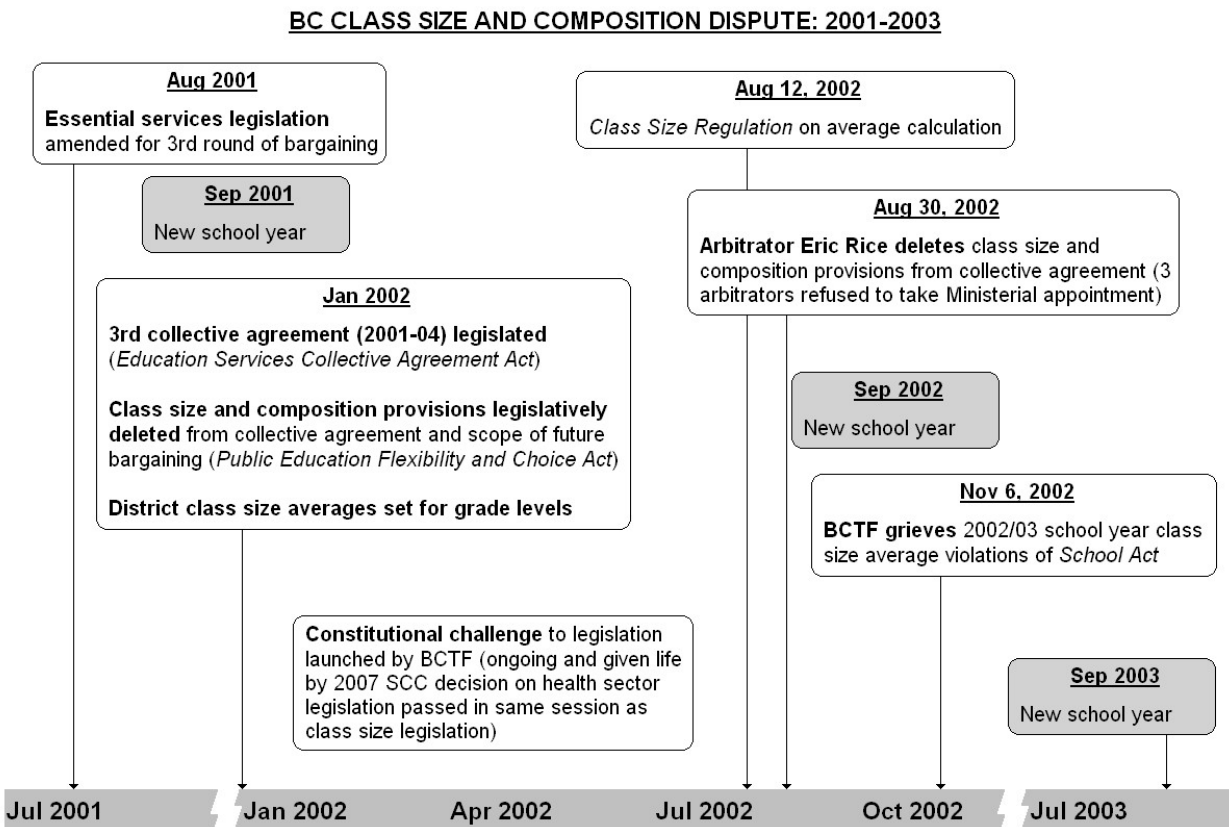 BC CLASS SIZE AND COMPOSITION DISPUTE: 2001-2003
Aug 2001
Essential services legislation
amended for 3rd round of bargaining
Sep 2001
New school year
Jan 2002
3rd collective agreement (2001-04) legislated
(Education Services Collective Agreement Act)
Class size and composition provisions legislatively
deleted from collective agreement and scope of future
bargaining (Public Education Flexibility and Choice Act)
District class size averages set for grade levels
Constitutional challenge to legislation
launched by BCTF (ongoing and given life
by 2007 SCC decision on health sector
legislation passed in same session as
class size legislation)
Aug 12, 2002
Class Size Regulation on average calculation
Aug 30, 2002
Arbitrator Eric Rice deletes class size and
composition provisions from collective agreement (3
arbitrators refused to take Ministerial appointment)
Sep 2002
New school year
Nov 6, 2002
BCTF grieves 2002/03 school year class
size average violations of School Act
Sep 2003
New school year
Jul 2001 Jan 2002 Apr 2002 Jul 2002 Oct 2002 Jul 2003